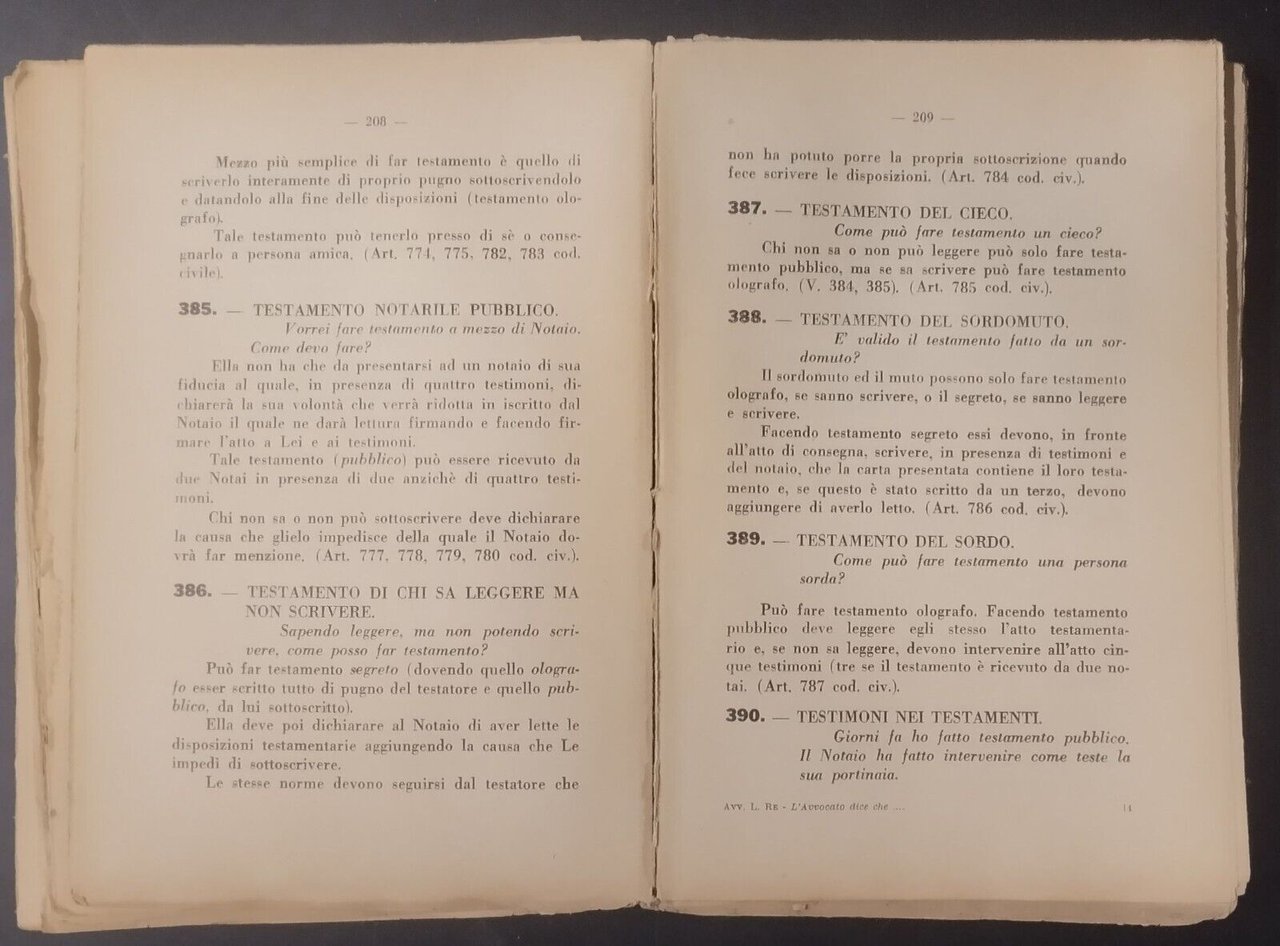 — 208 —
Mezzo più semplice di far testamento è quello di
scriverlo interamente di proprio pugno sottoscrivendolo
e datandolo alla fine delle disposizioni (testamento olo-
grafo).
Tale testamento può tenerlo presso di sè o conse-
gnarlo a persona amica. (Art. 774, 775, 782, 783 cod.
civile).
385. — TESTAMENTO NOTARILE PUBBLICO.
Vorrei fare testamento a mezzo di Notaio.
Come devo fare?
Ella non ha che da presentarsi ad un notaio di sua
fiducia al quale, in presenza di quattro testimoni, di-
chiarerà la sua volontà che verrà ridotta in iscritto dal
Notaio il quale ne darà lettura firmando e facendo fir-
mare l'atto a Lei e ai testimoni.
Tale testamento (pubblico) può essere ricevuto da
due Notai in presenza di due anzichè di quattro testi-
moni.
Chi non sa o non può sottoscrivere deve dichiarare
la causa che glielo impedisce della quale il Notaio do-
vrà far menzione. (Art. 777, 778, 779, 780 cod. civ.).
386. — TESTAMENTO DI CHI SA LEGGERE MA
NON SCRIVERE.
Sapendo leggere, ma non potendo scri-
vere, come posso far testamento?
Può far testamento segreto (dovendo quelloologra-
fo esser scritto tutto di pugno del testatore e quello pub-
blico, da lui sottoscritto).
Ella deve poi dichiarare al Notaio di aver lette le
disposizioni testamentarie aggiungendo la causa che Le
impedì di sottoscrivere.
Le stesse norme devono seguirsi dal testatore che
— 209 —
non ha potuto porre la propria sottoscrizione quando
fece scrivere le disposizioni. (Art. 784 cod. civ.).
387. — TESTAMENTO DEL CIECO.
Come può fare testamento un cieco?
Chi non sa o non può leggere può solo fare testa-
mento pubblico, ma se sa scrivere può fare testamento
olografo. (V. 384, 385). (Art. 785 cod. civ.).
388. — TESTAMENTO DEL SORDOMUTO.
E' valido il testamento fatto da un sor-
domuto?
Il sordomuto ed il muto possono solo fare testamento
olografo, se sanno scrivere, o il segreto, se sanno leggere
e scrivere.
Facendo testamento segreto essi devono, in fronte
all'atto di consegna, scrivere, in presenza di testimoni e
del notaio, che la carta presentata contiene il loro testa-
mento e, se questo è stato scritto da un terzo, devono
aggiungere di averlo letto. (Art. 786 cod. civ.).
389. — TESTAMENTO DEL SORDO.
Come può fare testamento una persona
sorda?
Può fare testamento olografo. Facendo testamento
pubblico deve leggere egli stesso l'atto testamenta-
rio e, se non sa leggere, devono intervenire all'atto cin-
que testimoni (tre se il testamento è ricevuto da due no-
tai. (Art. 787 cod. civ.).
390. — TESTIMONI NEI TESTAMENTI.
Giorni fa ho fatto testamento pubblico.
Il Notaio ha fatto intervenire come teste la
sua portinaia.
Avv. L. Re - L'Avvocato dice che ....
14